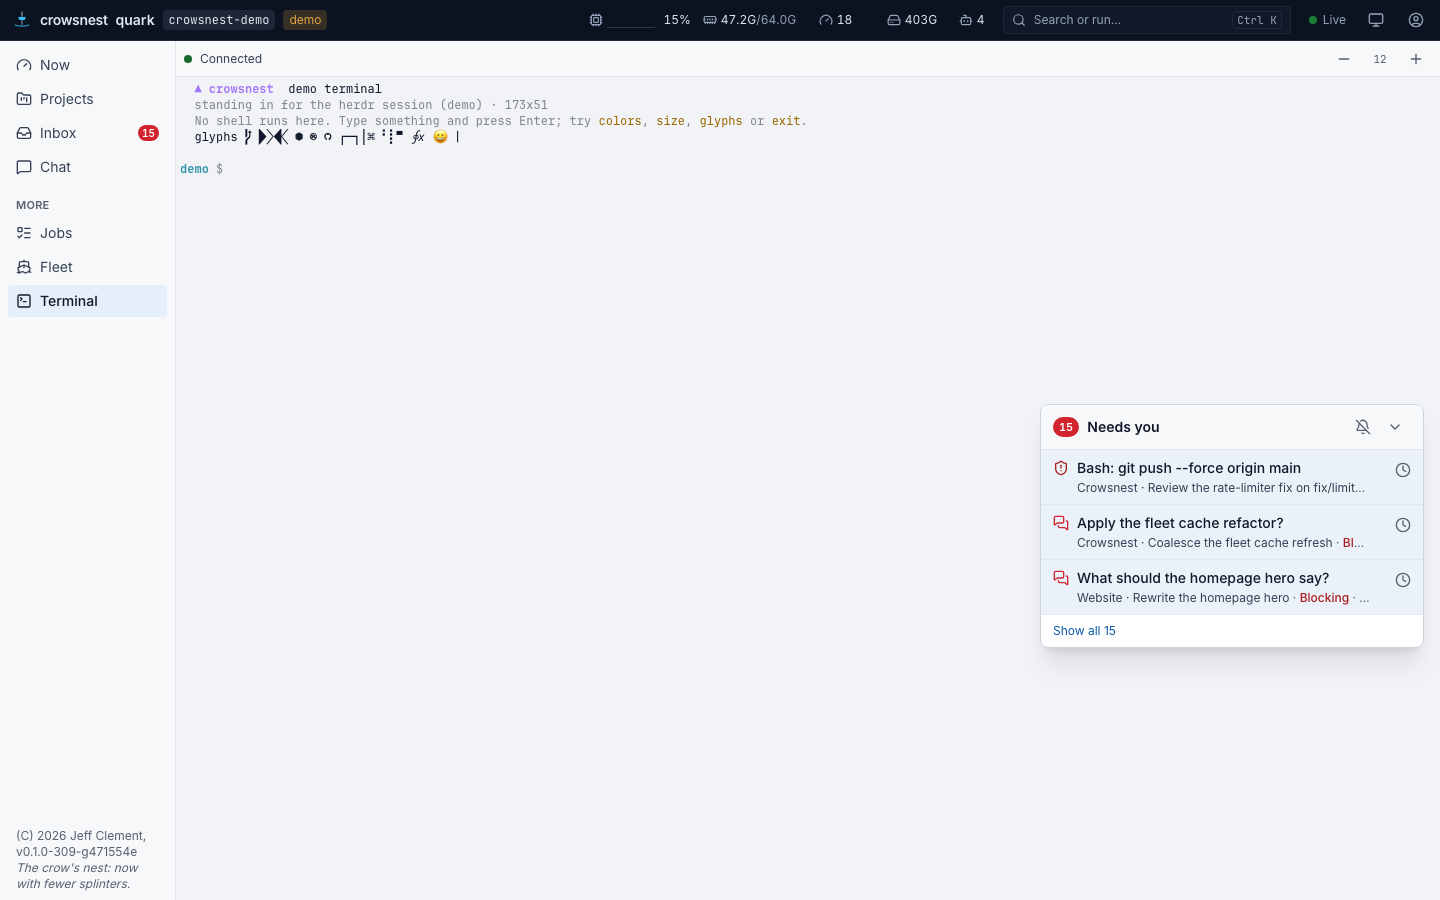 crowsnest quark crowsnest-demo demo 15% 47.2G/64.0G 18 403G 4 Search or run... Ctrl K Live
Now
Projects
Inbox 15
Chat
MORE
Jobs
Fleet
Terminal
(C) 2026 Jeff Clement,
v0.1.0-309-g471554e
The crow's nest: now
with fewer splinters.
Connected 12
▲ crowsnest demo terminal
standing in for the herdr session (demo) · 173x51
No shell runs here. Type something and press Enter; try colors, size, glyphs or exit.
glyphs
demo $
15 Needs you
Bash: git push --force origin main
Crowsnest · Review the rate-limiter fix on fix/limit...
Apply the fleet cache refactor?
Crowsnest · Coalesce the fleet cache refresh · Bl...
What should the homepage hero say?
Website · Rewrite the homepage hero · Blocking · ...
Show all 15